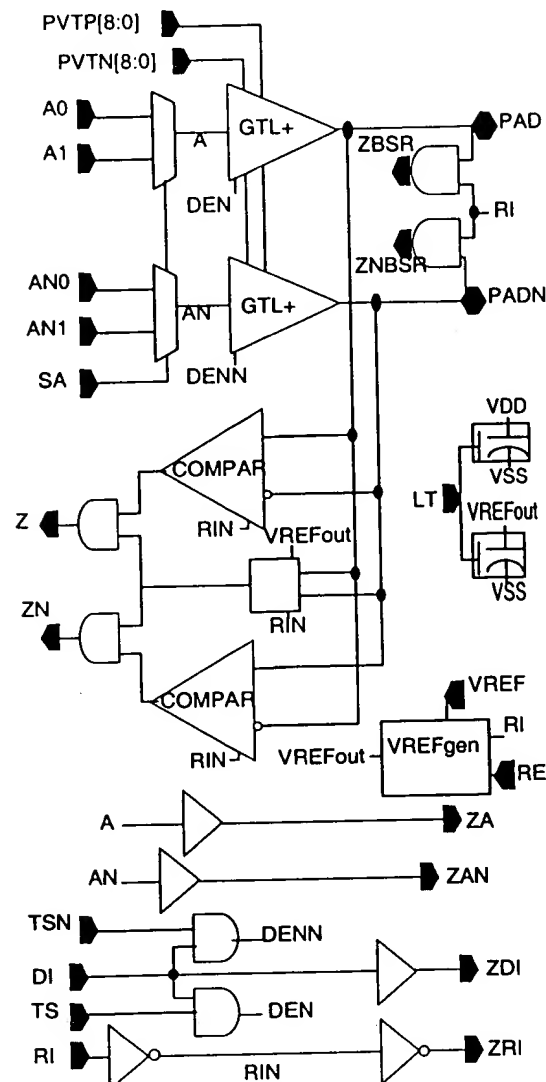 PVTP[8:0]
PVTN[8:0]
A0
A1
A
GTL+
DEN
PAD
ZBSR
RI
ZNBSR
PADN
AN0
AN1
AN
GTL+
SA
DENN
COMPAR
RIN
VREFout
Z
ZN
RIN
COMPAR
RIN
VDD
VSS
LT
VREFout
VSS
VREF
VREFout
VREFgen
RI
RE
A
ZA
AN
ZAN
TSN
DENN
DI
ZDI
TS
DEN
RI
RIN
ZRI